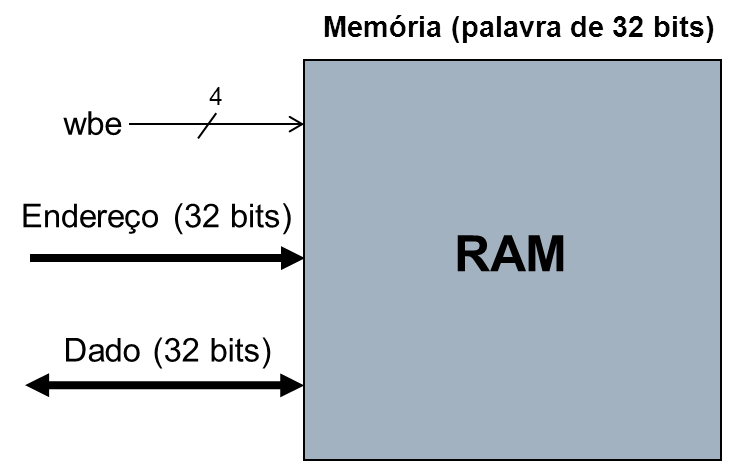 Memória (palavra de 32 bits)
4
wbe
Endereço (32 bits)
RAM
Dado (32 bits)